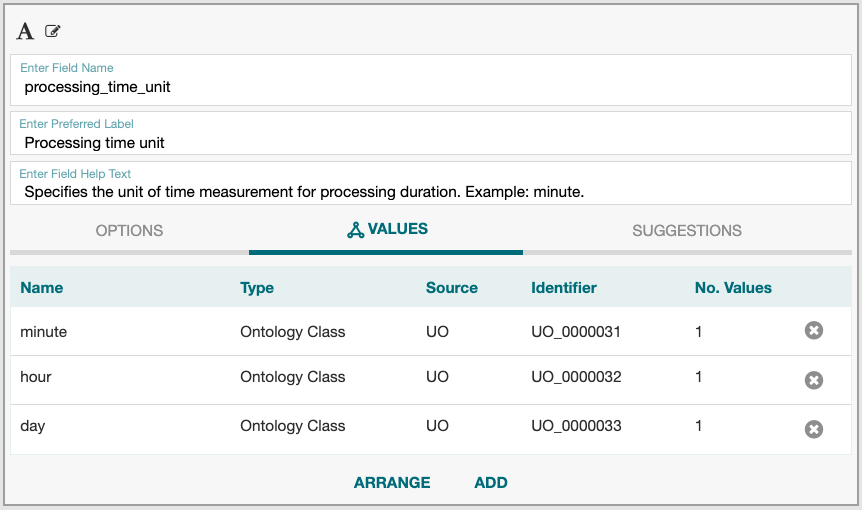 A
Enter Field Name
processing_time_unit
Enter Preferred Label
Processing time unit
Enter Field Help Text
Specifies the unit of time measurement for processing duration. Example: minute.
OPTIONS VALUES SUGGESTIONS
Name Type Source Identifier No. Values
minute Ontology Class UO UO_0000031 1
hour Ontology Class UO UO_0000032 1
day Ontology Class UO UO_0000033 1
ARRANGE ADD